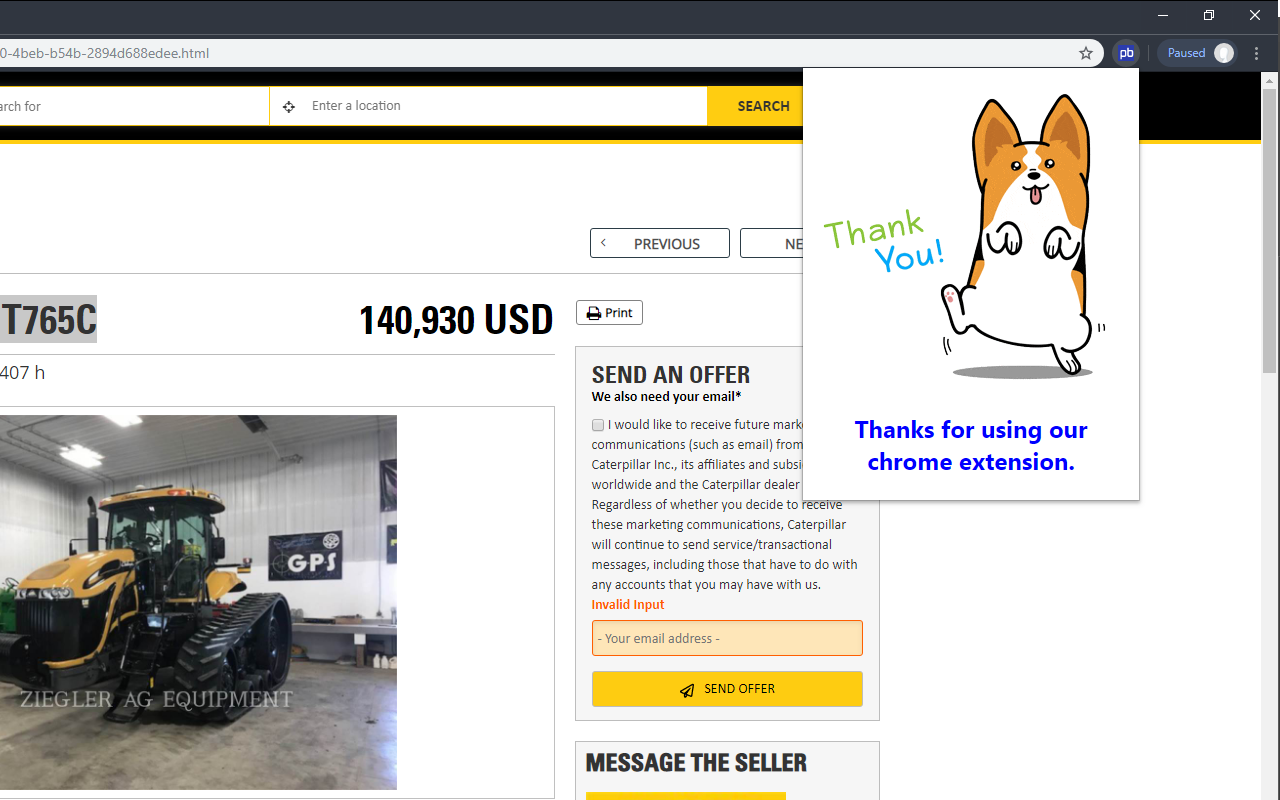 0-4beb-b54b-2894d688edee.html
pb
Paused
arch for
Enter a location
SEARCH
Thank
You!
PREVIOUS
NE
T765C
140,930 USD
Print
407 h
SEND AN OFFER
We also need your email*
I would like to receive future marke
communications (such as email) from
Caterpillar Inc., its affiliates and subsi
worldwide and the Caterpillar dealer
Regardless of whether you decide to receive
these marketing communications, Caterpillar
will continue to send service/transactional
messages, including those that have to do with
any accounts that you may have with us.
Invalid Input
- Your email address -
SEND OFFER
MESSAGE THE SELLER
Thanks for using our
chrome extension.
GPS
ZIEGLER AG EQUIPMENT